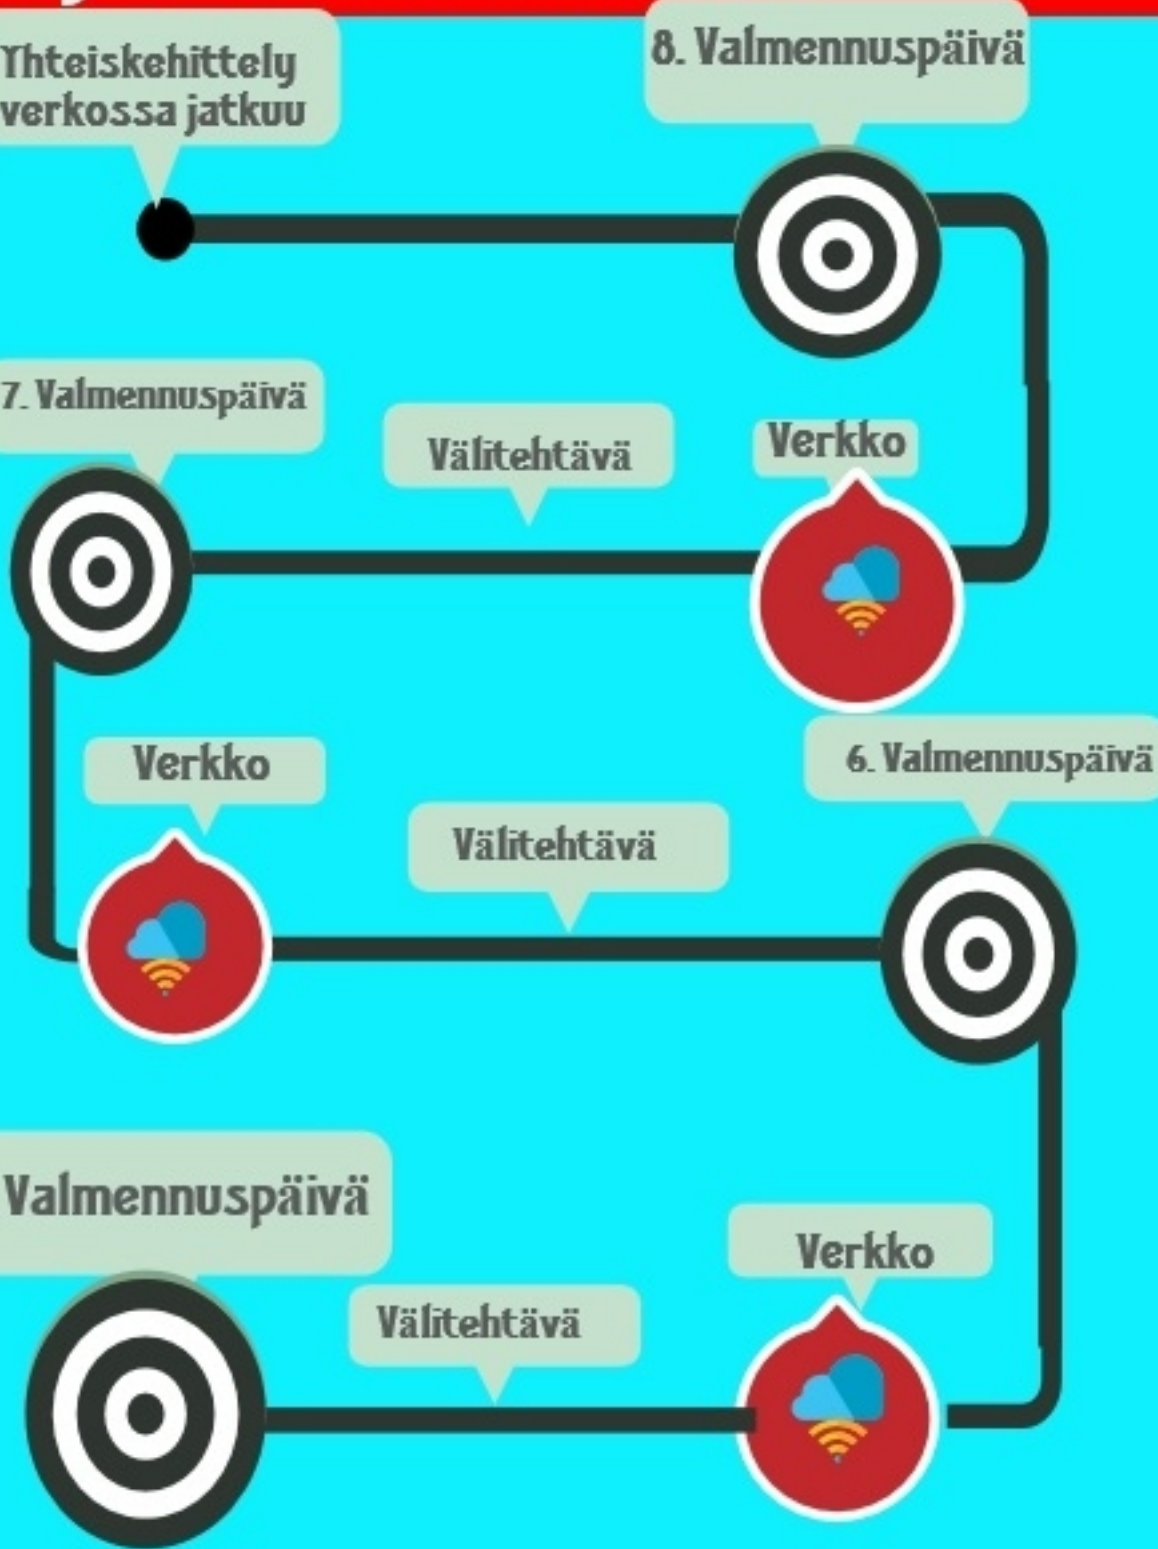 Yhteiskehittely
verkossa jatkuu
8. Valmennuspäivä
7. Valmennuspäivä
Välitehtävä
Verkko
Verkko
Välitehtävä
6. Valmennuspäivä
Valmennuspäivä
Välitehtävä
Verkko